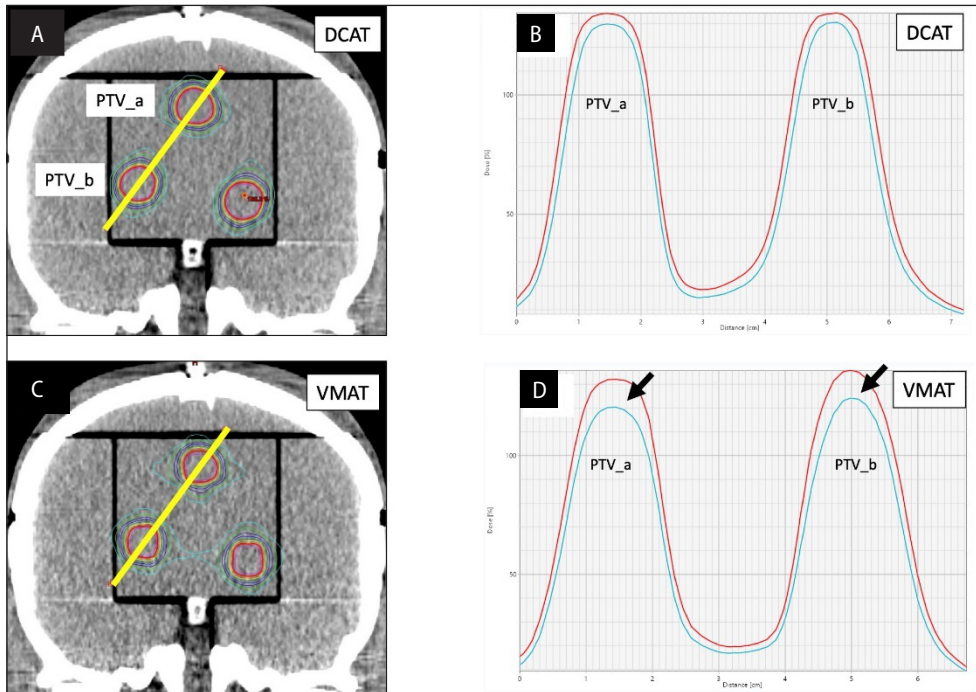 A
DCAT
PTV_a
PTV_b
B
DCAT
PTV_a
PTV_b
100
50
Dose [%]
0
1
2
3
4
5
6
7
Distance [cm]
C
VMAT
D
VMAT
PTV_a
PTV_b
100
50
Dose [%]
0
1
2
3
4
5
6
7
Distance [cm]